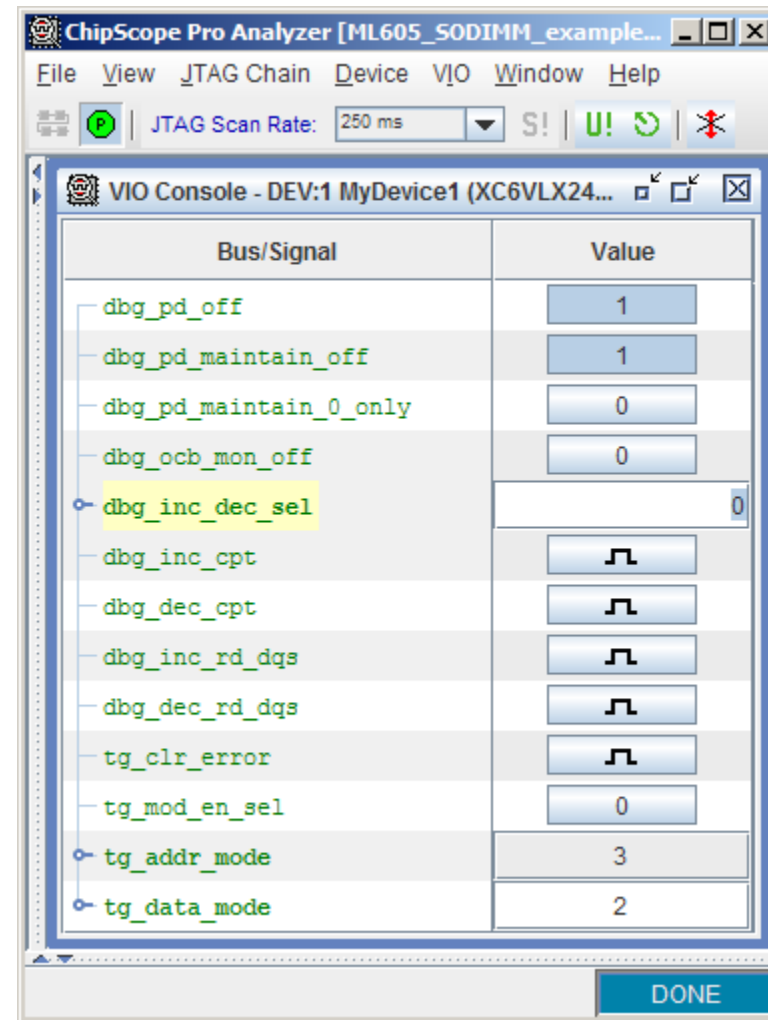 ChipScope Pro Analyzer [ML605_SODIMM_example...
File View JTAG Chain Device VIO Window Help
P JTAG Scan Rate: 250 ms S! U!
VIO Console - DEV:1 MyDevice1 (XC6VLX24...
Bus/Signal Value
dbg_pd_off 1
dbg_pd_maintain_off 1
dbg_pd_maintain_0_only 0
dbg_ocb_mon_off 0
dbg_inc_dec_sel 0
dbg_inc_cpt
dbg_dec_cpt
dbg_inc_rd_dqs
dbg_dec_rd_dqs
tg_clr_error
tg_mod_en_sel 0
tg_addr_mode 3
tg_data_mode 2
DONE